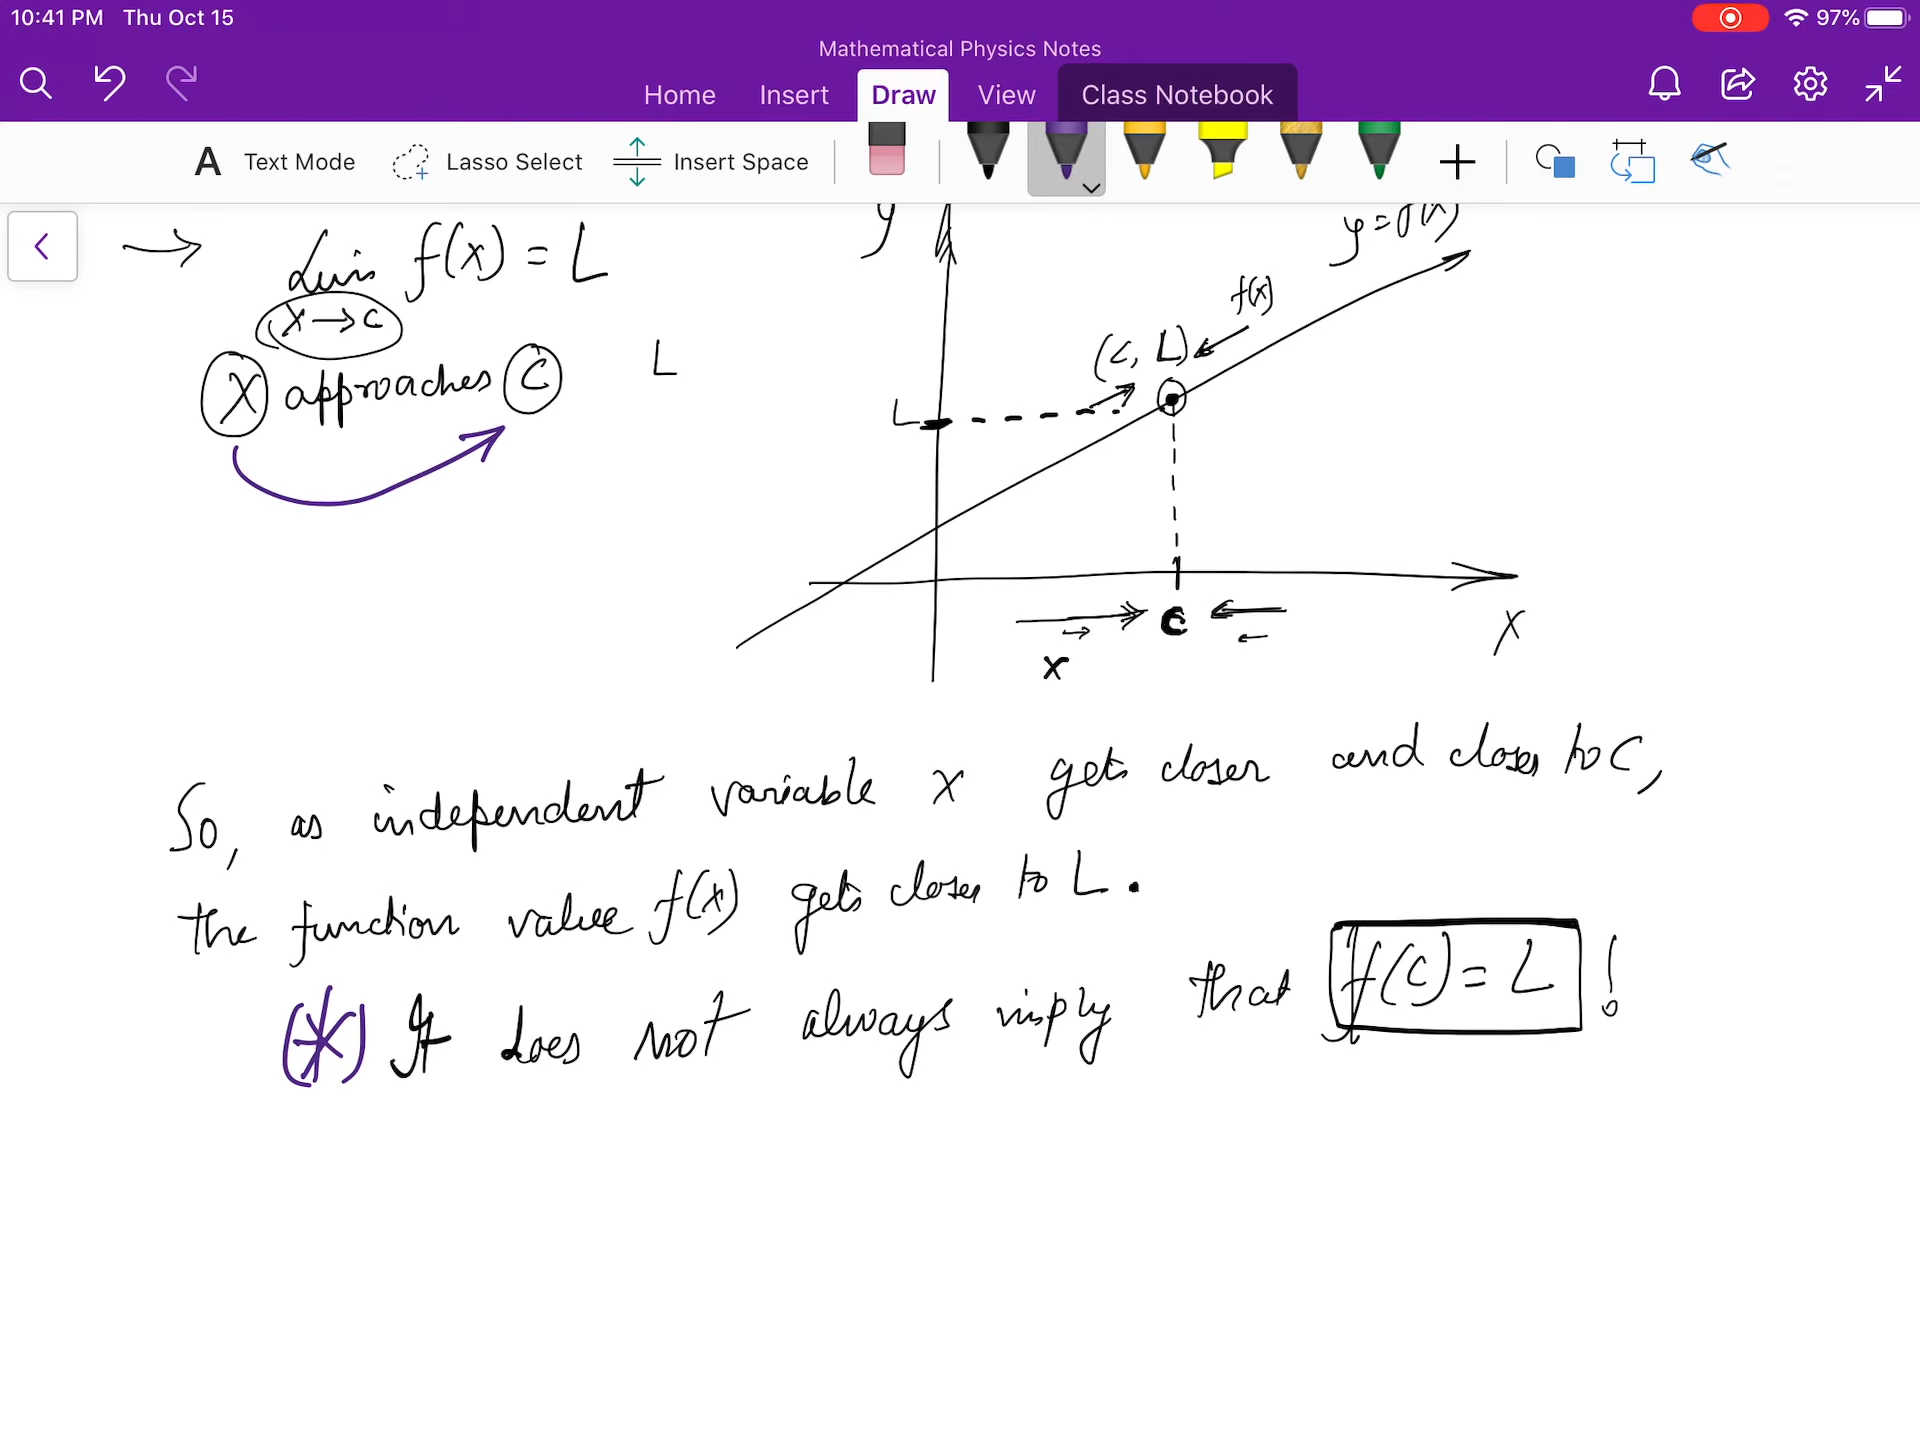 10:41 PM Thu Oct 15
97%
Mathematical Physics Notes
Home Insert Draw View Class Notebook
A Text Mode Lasso Select Insert Space
→ Lim f(x) = L
x→c
X approaches C
L
y
y=f(x)
f(x)
(c, L)
L
C
x
X
So, as independent variable x gets closer and closer to C,
the function value f(x) gets closer to L.
(*) It does not always imply that f(c) = L !